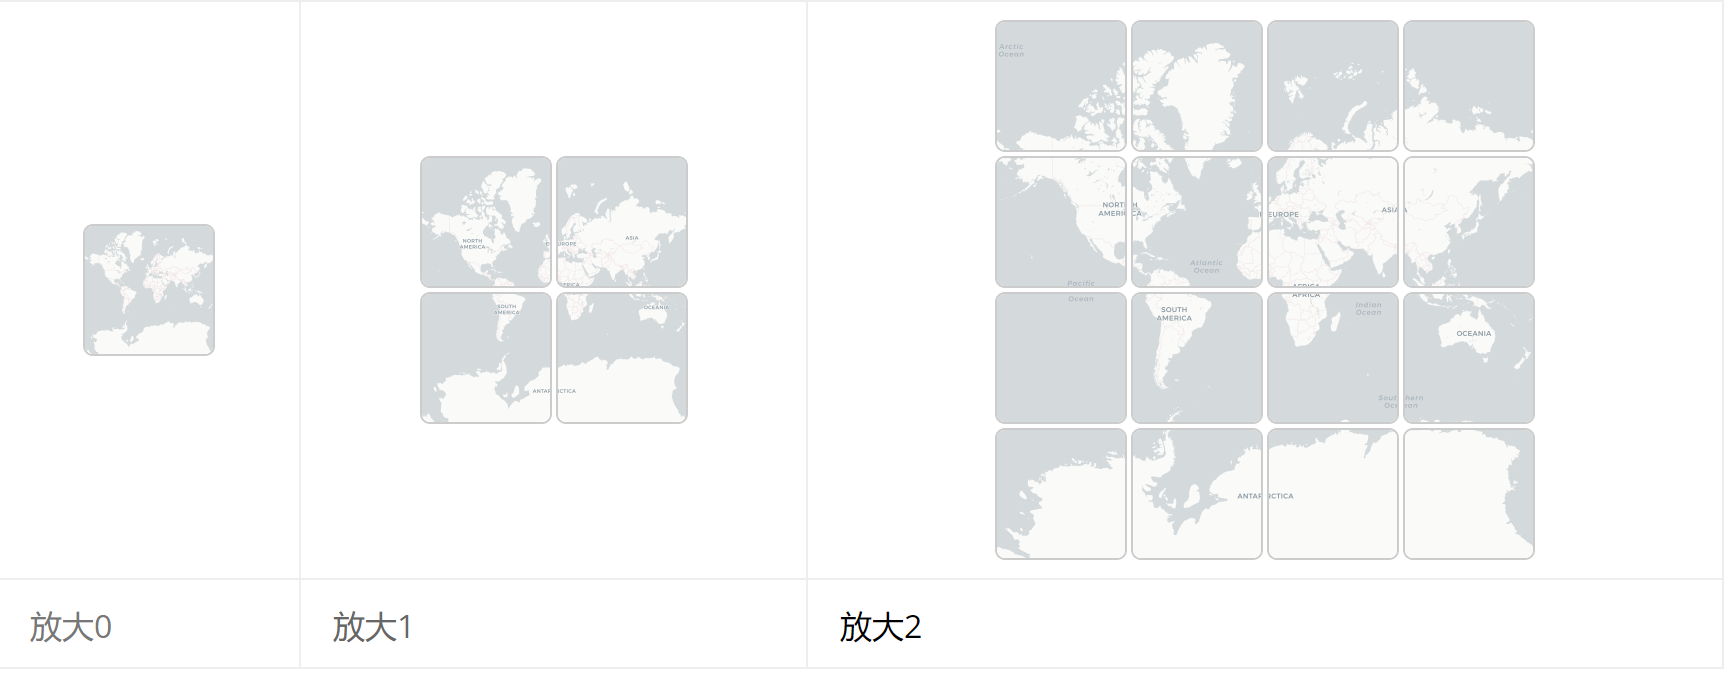 NORTH
AMERICA
EUROPE
ASIA
AFRICA
SOUTH
AMERICA
OCEANIA
ANTARCTICA
Arctic
Ocean
NORTH
AMERICA
EUROPE
ASIA
Atlantic
Ocean
Pacific
Ocean
AFRICA
AFRICA
SOUTH
AMERICA
Indian
Ocean
OCEANIA
Southern
Ocean
ANTARCTICA
放大0
放大1
放大2